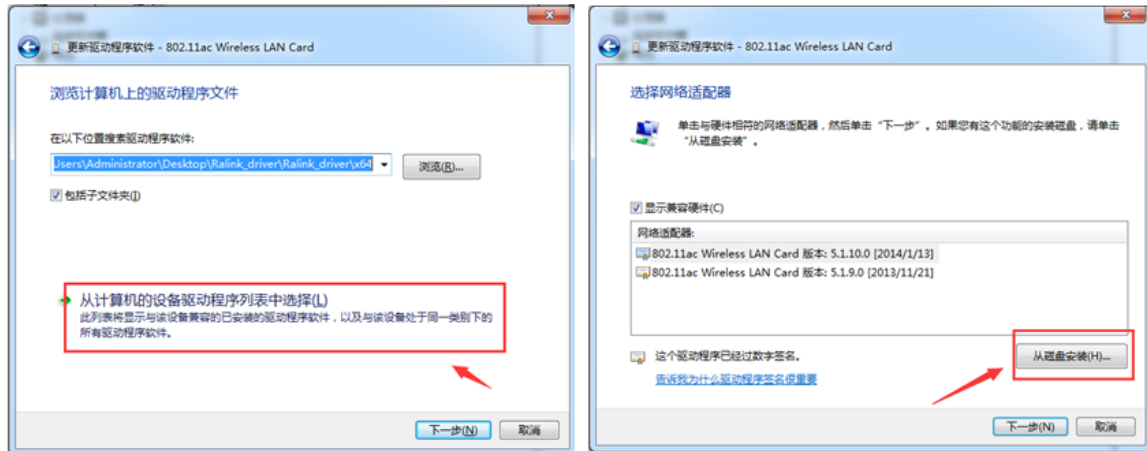 更新驱动程序软件 - 802.11ac Wireless LAN Card
浏览计算机上的驱动程序文件
在以下位置搜索驱动程序软件:
Users\Administrator\Desktop\Ralink_driver\Ralink_driver\x64
浏览(R)...
包括子文件夹(I)
从计算机的设备驱动程序列表中选择(L)
此列表将显示与该设备兼容的已安装的驱动程序软件，以及与该设备处于同一类别下的
所有驱动程序软件。
下一步(N)
取消
更新驱动程序软件 - 802.11ac Wireless LAN Card
选择网络适配器
单击与硬件相符的网络适配器，然后单击“下一步”。如果您有这个功能的安装磁盘，请单击
“从磁盘安装”。
显示兼容硬件(C)
网络适配器:
802.11ac Wireless LAN Card 版本: 5.1.10.0 [2014/1/13]
802.11ac Wireless LAN Card 版本: 5.1.9.0 [2013/11/21]
这个驱动程序已经过数字签名。
从磁盘安装(H)...
告诉我为什么驱动程序签名很重要
下一步(N)
取消